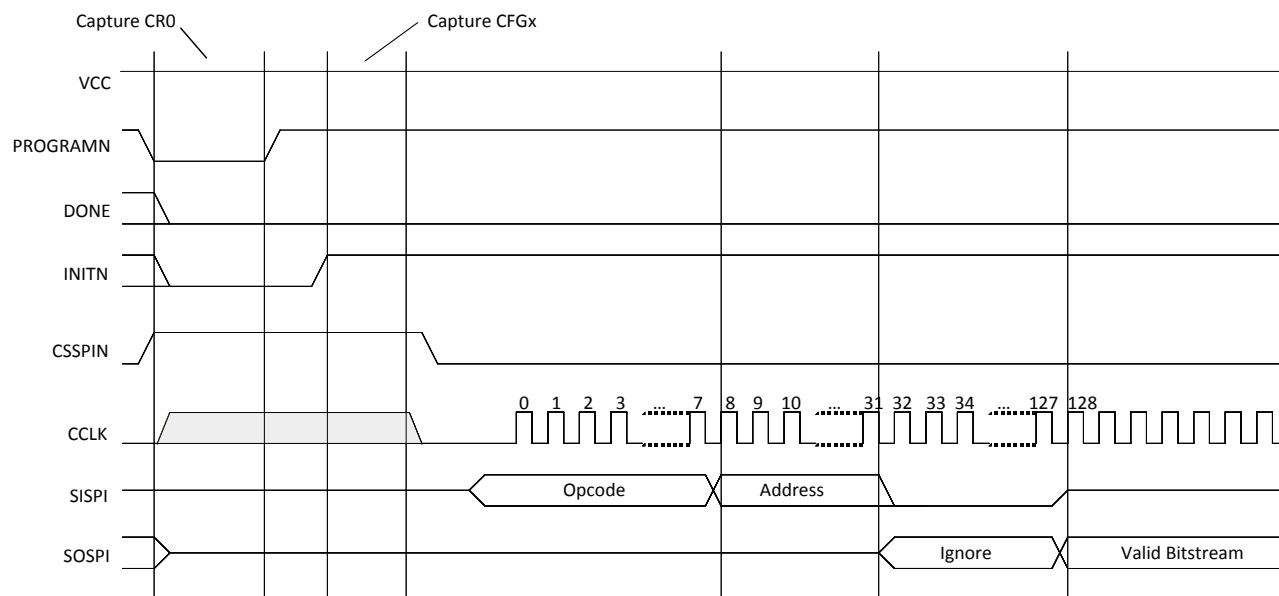 Capture CR0 Capture CFGx
VCC
PROGRAMN
DONE
INITN
CSSPIN
0 1 2 3 ... 7 8 9 10 ... 31 32 33 34 ... 127 128
CCLK
SISPI Opcode Address
SOSPI Ignore Valid Bitstream